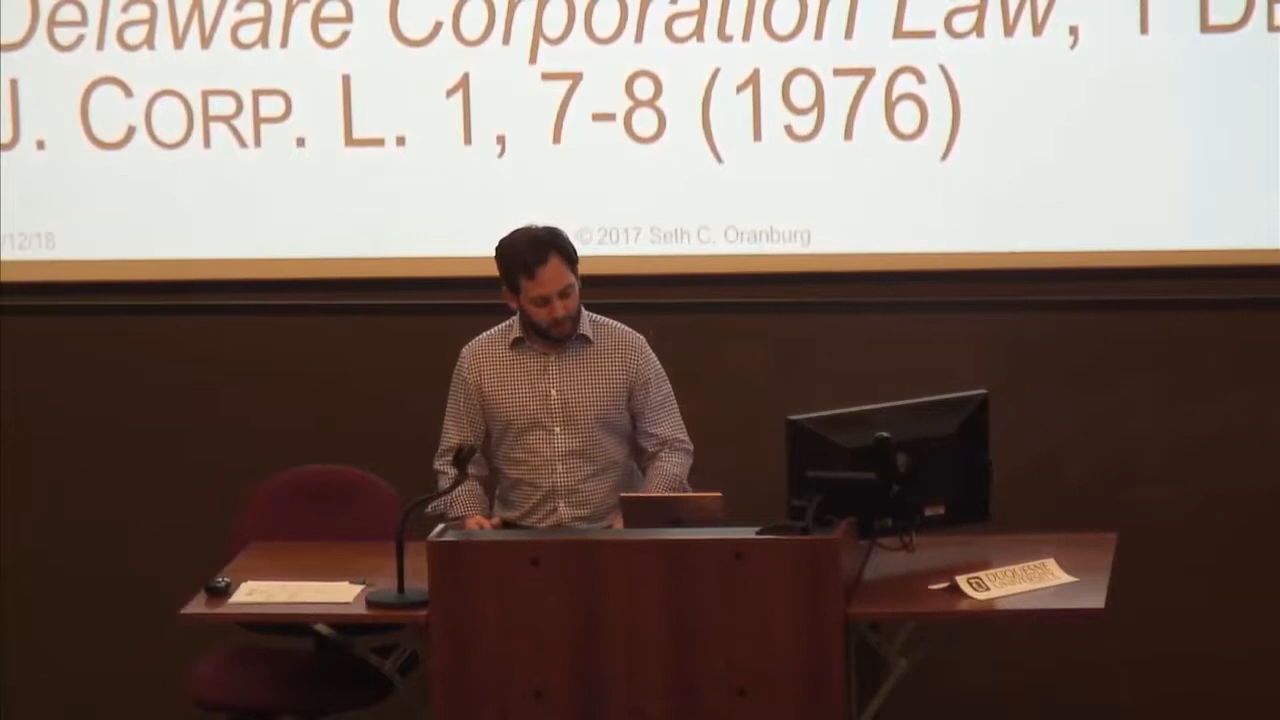 Delaware Corporation Law, 1 DE
J. CORP. L. 1, 7-8 (1976)
/12/18
© 2017 Seth C. Oranburg
DUQUESNE
UNIVERSITY